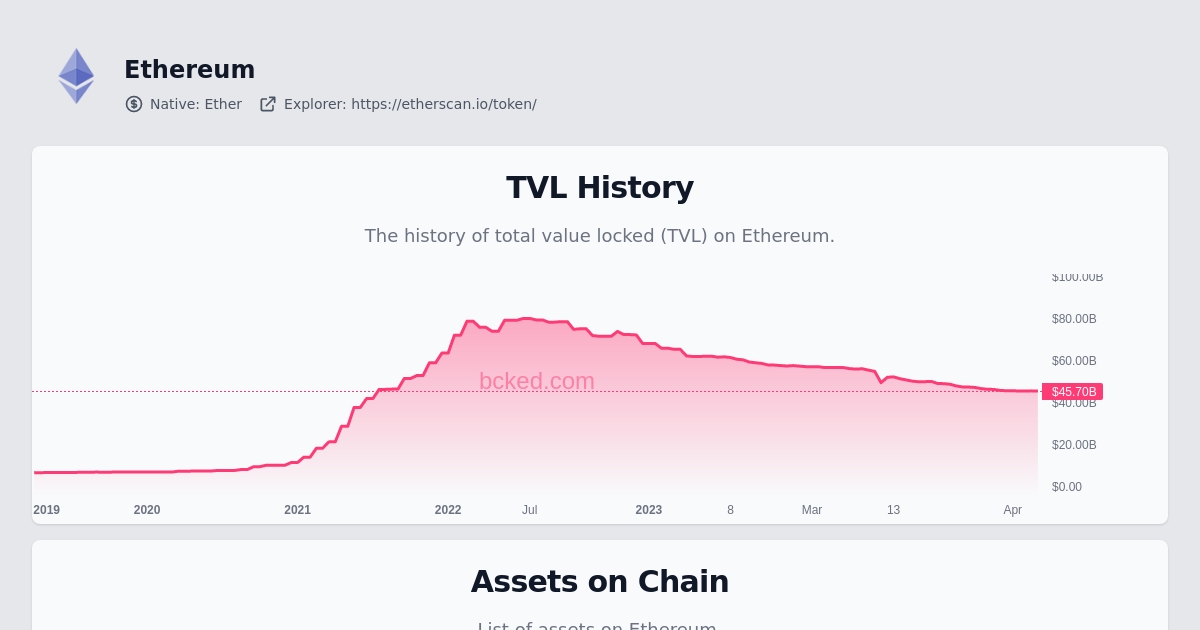 Ethereum
Native: Ether Explorer: https://etherscan.io/token/
TVL History
The history of total value locked (TVL) on Ethereum.
$100.00B
$80.00B
$60.00B
bcked.com
$45.70B
$40.00B
$20.00B
$0.00
2019 2020 2021 2022 Jul 2023 8 Mar 13 Apr
Assets on Chain
List of assets on Ethereum